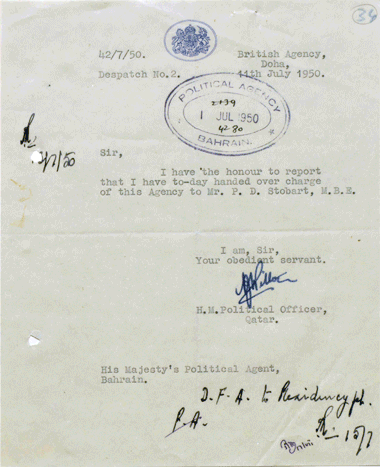 34
42/7/50.
British Agency,
Doha,
Despatch No.2.
11th July 1950.
POLITICAL AGENCY
JUL 1950
BAHRAIN.
Sir,
I have the honour to report
that I have to-day handed over charge
of this Agency to Mr. P. D. Stobart, M.B.E.
I am, Sir,
Your obedient servant.
H.M.Political Officer,
Qatar.
His Majesty's Political Agent,
Bahrain.
D.F.A. to Residency pl.
P.A.
15/7